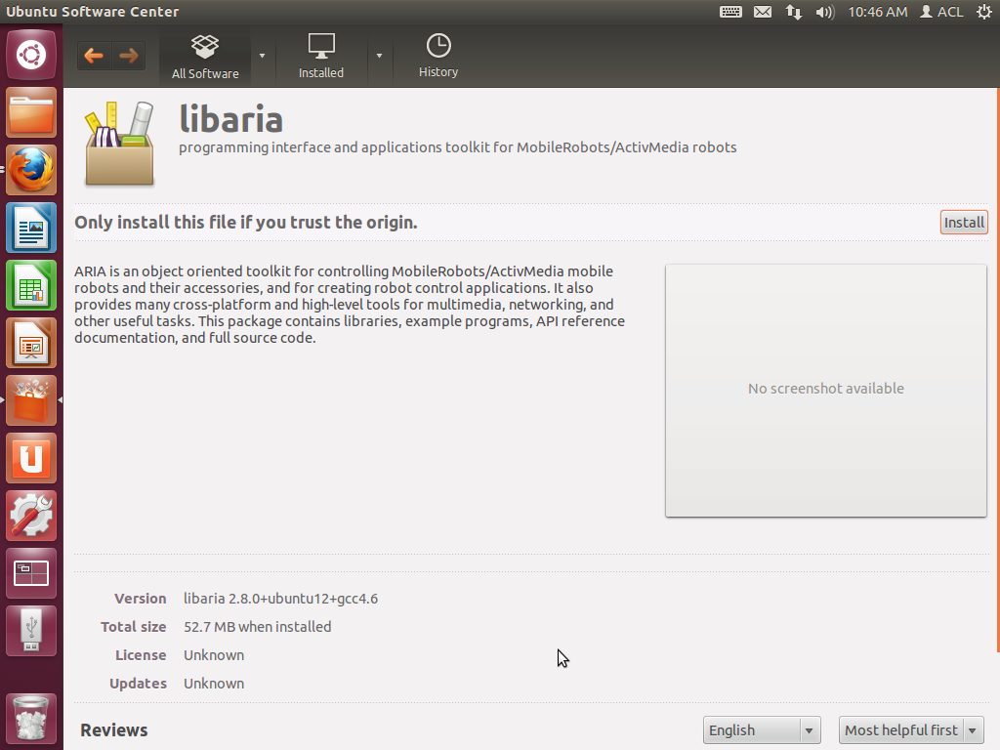 Ubuntu Software Center
10:46 AM ACL
All Software
Installed
History
libaria
programming interface and applications toolkit for MobileRobots/ActivMedia robots
Only install this file if you trust the origin.
Install
ARIA is an object oriented toolkit for controlling MobileRobots/ActivMedia mobile
robots and their accessories, and for creating robot control applications. It also
provides many cross-platform and high-level tools for multimedia, networking, and
other useful tasks. This package contains libraries, example programs, API reference
documentation, and full source code.
No screenshot available
Version libaria 2.8.0+ubuntu12+gcc4.6
Total size 52.7 MB when installed
License Unknown
Updates Unknown
Reviews
English
Most helpful first